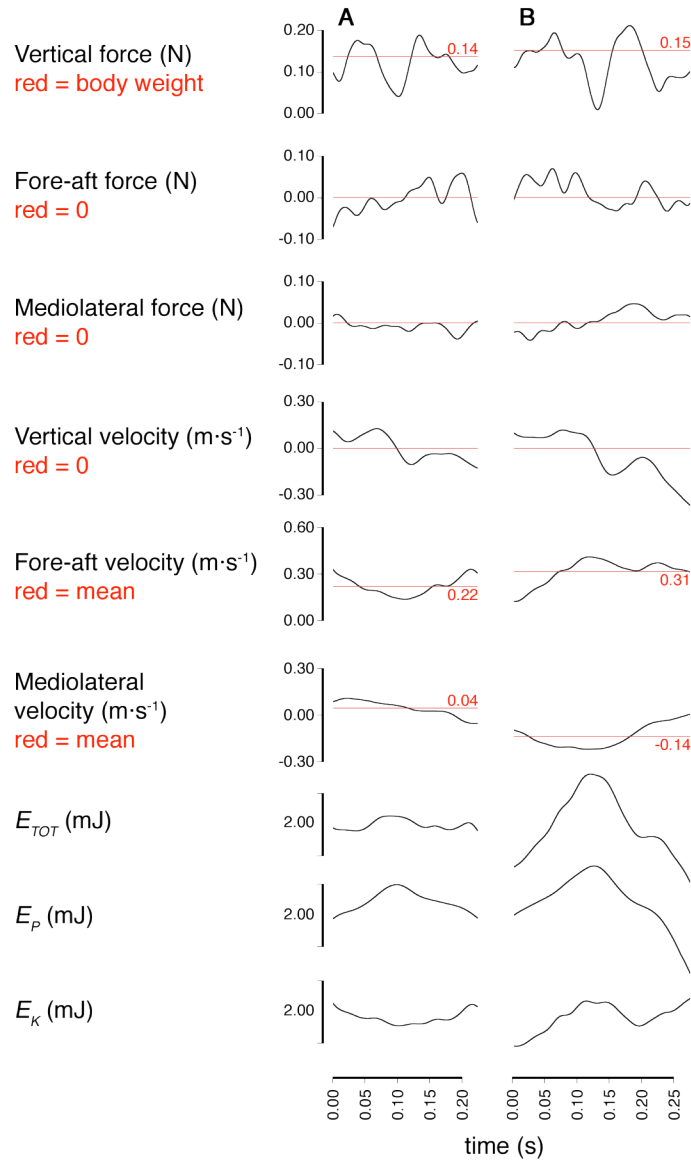 A
B
Vertical force (N)
red = body weight
0.20
0.10
0.00
0.14
0.15
Fore-aft force (N)
red = 0
0.10
0.00
-0.10
Mediolateral force (N)
red = 0
0.10
0.00
-0.10
Vertical velocity (m·s⁻¹)
red = 0
0.30
0.00
-0.30
Fore-aft velocity (m·s⁻¹)
red = mean
0.60
0.30
0.00
0.22
0.31
Mediolateral
velocity (m·s⁻¹)
red = mean
0.30
0.00
-0.30
0.04
-0.14
E_TOT (mJ)
2.00
E_P (mJ)
2.00
E_K (mJ)
2.00
0.00 0.05 0.10 0.15 0.20
0.00 0.05 0.10 0.15 0.20 0.25
time (s)